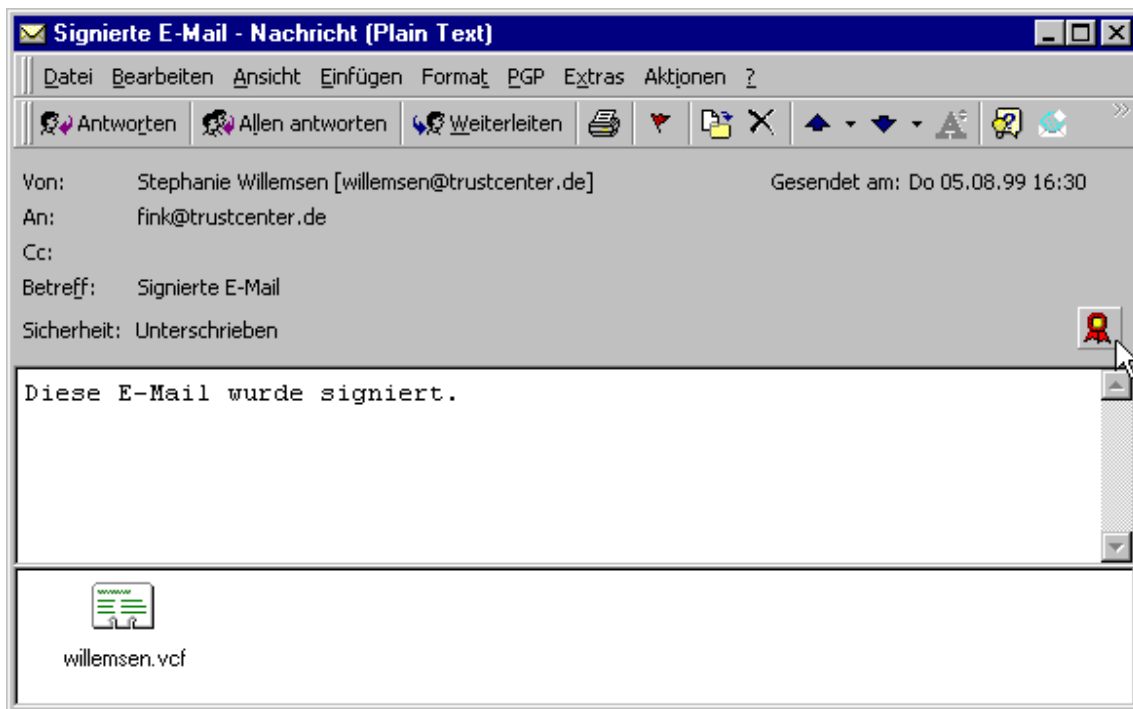 Signierte E-Mail - Nachricht (Plain Text)
Datei Bearbeiten Ansicht Einfügen Format PGP Extras Aktionen ?
Antworten Allen antworten Weiterleiten
Von: Stephanie Willemsen [willemsen@trustcenter.de] Gesendet am: Do 05.08.99 16:30
An: fink@trustcenter.de
Cc:
Betreff: Signierte E-Mail
Sicherheit: Unterschrieben
Diese E-Mail wurde signiert.
willemsen.vcf